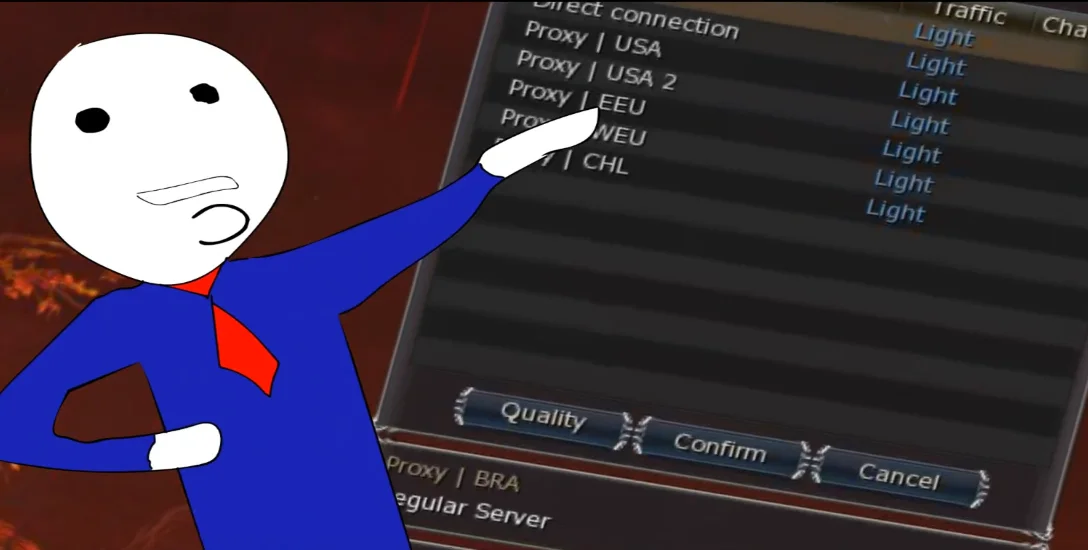 Direct connection
Traffic
Light
Proxy | USA
Light
Proxy | USA 2
Light
Proxy | EEU
Light
WEU
Light
| CHL
Light
Light
Quality
Confirm
Cancel
Proxy | BRA
Regular Server